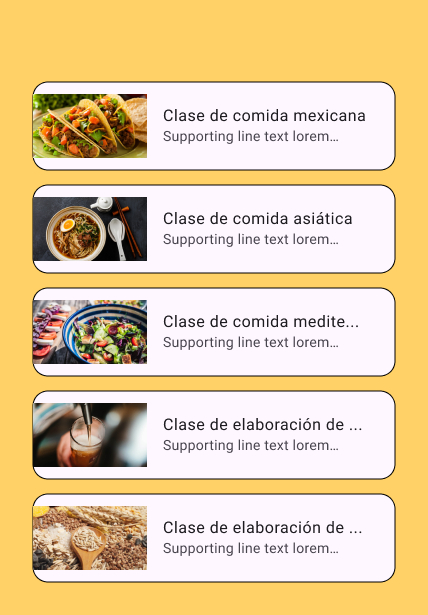 Clase de comida mexicana
Supporting line text lorem…
Clase de comida asiática
Supporting line text lorem…
Clase de comida medite...
Supporting line text lorem…
Clase de elaboración de ...
Supporting line text lorem…
Clase de elaboración de ...
Supporting line text lorem…